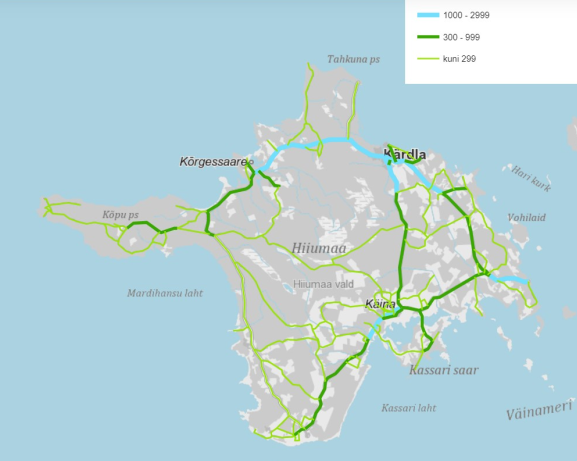 1000 - 2999
300 - 999
kuni 299
Tahkuna ps
Kärdla
Kõrgessaare
Hari kurk
Kõpu ps
Vohilaid
Hiiumaa
Hiiumaa vald
Mardihansu laht
Käina
Kassari saar
Kassari laht
Väinameri